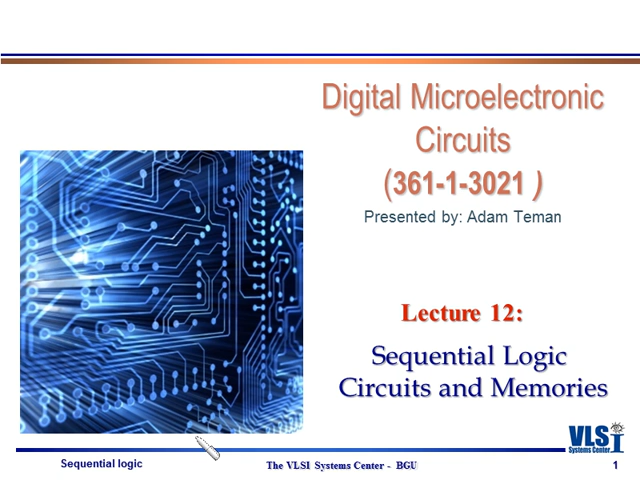 Digital Microelectronic
Circuits
(361-1-3021 )
Presented by: Adam Teman
Lecture 12:
Sequential Logic
Circuits and Memories
VLSI
Systems Center
Sequential logic
The VLSI Systems Center - BGU
1